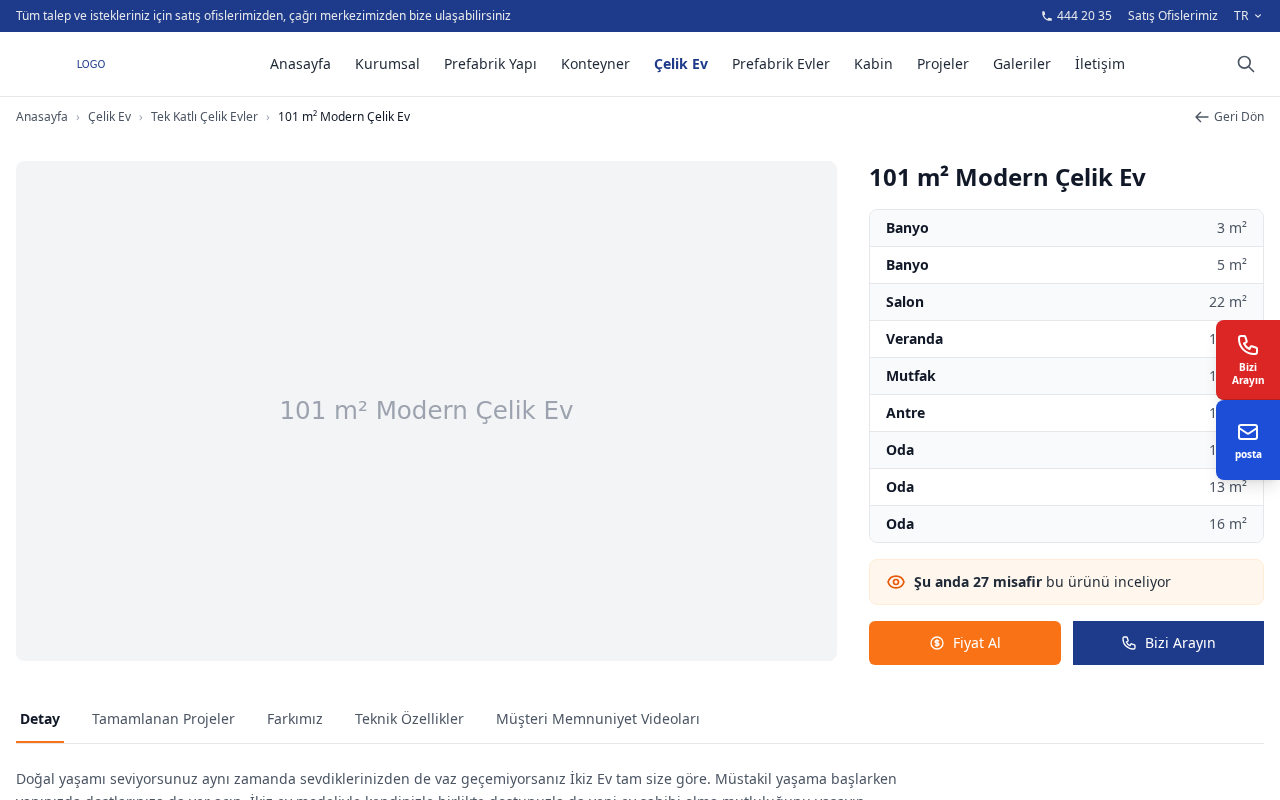 Tüm talep ve istekleriniz için satış ofislerimizden, çağrı merkezimizden bize ulaşabilirsiniz
444 20 35 Satış Ofislerimiz TR
LOGO
Anasayfa Kurumsal Prefabrik Yapı Konteyner Çelik Ev Prefabrik Evler Kabin Projeler Galeriler İletişim
Anasayfa › Çelik Ev › Tek Katlı Çelik Evler › 101 m² Modern Çelik Ev
Geri Dön
101 m² Modern Çelik Ev
101 m² Modern Çelik Ev
Banyo 3 m²
Banyo 5 m²
Salon 22 m²
Veranda
Mutfak
Antre
Oda
Oda 13 m²
Oda 16 m²
Bizi
Arayın
posta
Şu anda 27 misafir bu ürünü inceliyor
Fiyat Al
Bizi Arayın
Detay Tamamlanan Projeler Farkımız Teknik Özellikler Müşteri Memnuniyet Videoları
Doğal yaşamı seviyorsunuz aynı zamanda sevdiklerinizden de vaz geçemiyorsanız İkiz Ev tam size göre. Müstakil yaşama başlarken